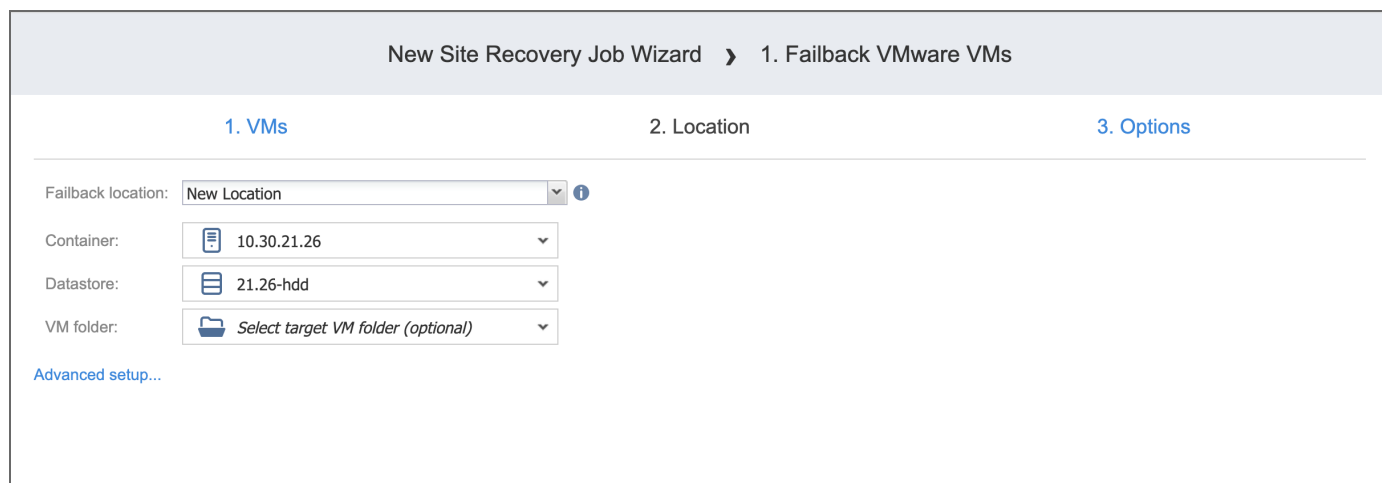 New Site Recovery Job Wizard ❯ 1. Failback VMware VMs
1. VMs 2. Location 3. Options
Failback location: New Location
Container: 10.30.21.26
Datastore: 21.26-hdd
VM folder: Select target VM folder (optional)
Advanced setup...